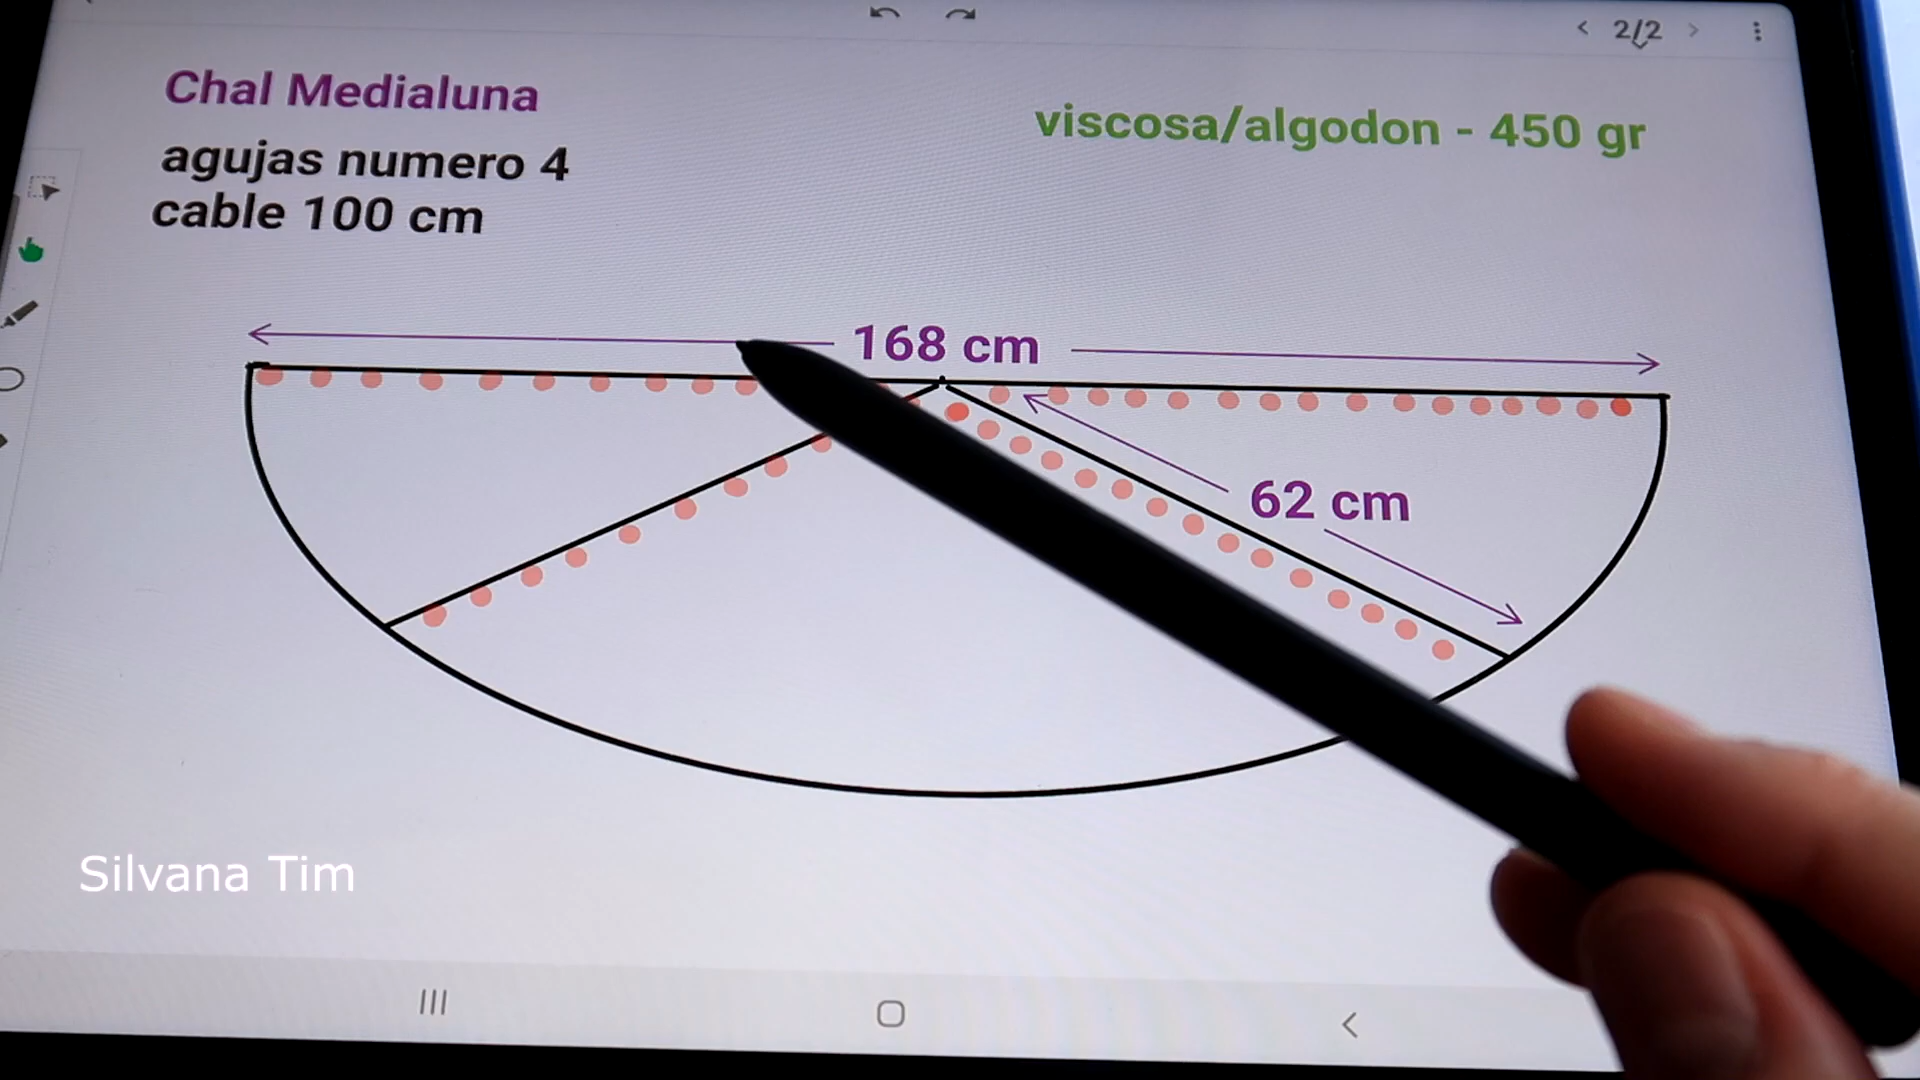 2/2
Chal Medialuna
viscosa/algodon - 450 gr
agujas numero 4
cable 100 cm
168 cm
62 cm
Silvana Tim